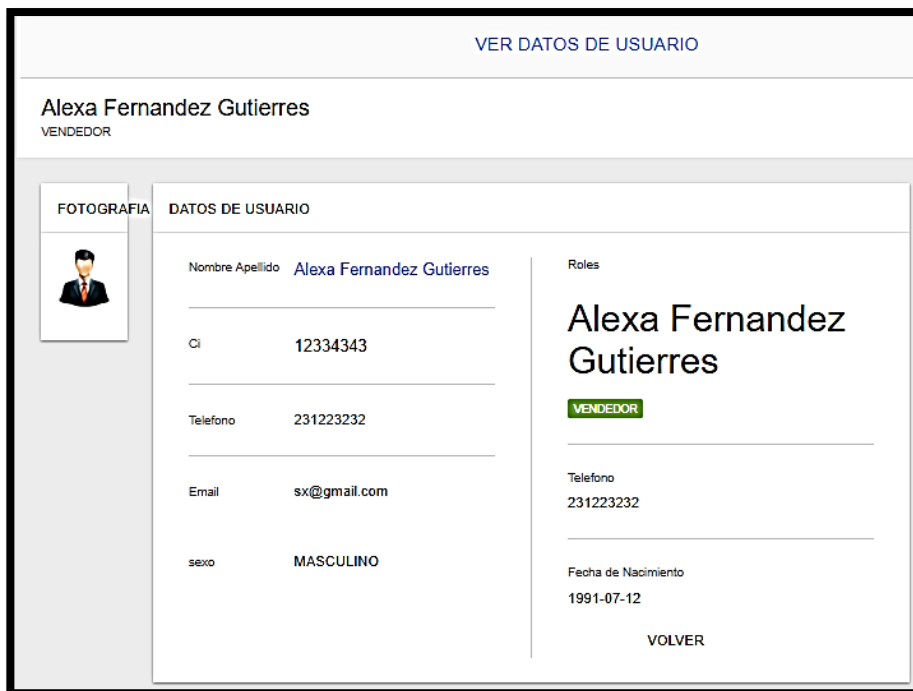 VER DATOS DE USUARIO
Alexa Fernandez Gutierres
VENDEDOR
FOTOGRAFIA
DATOS DE USUARIO
Nombre Apellido Alexa Fernandez Gutierres
Ci 12334343
Telefono 231223232
Email sx@gmail.com
sexo MASCULINO
Roles
Alexa Fernandez
Gutierres
VENDEDOR
Telefono
231223232
Fecha de Nacimiento
1991-07-12
VOLVER